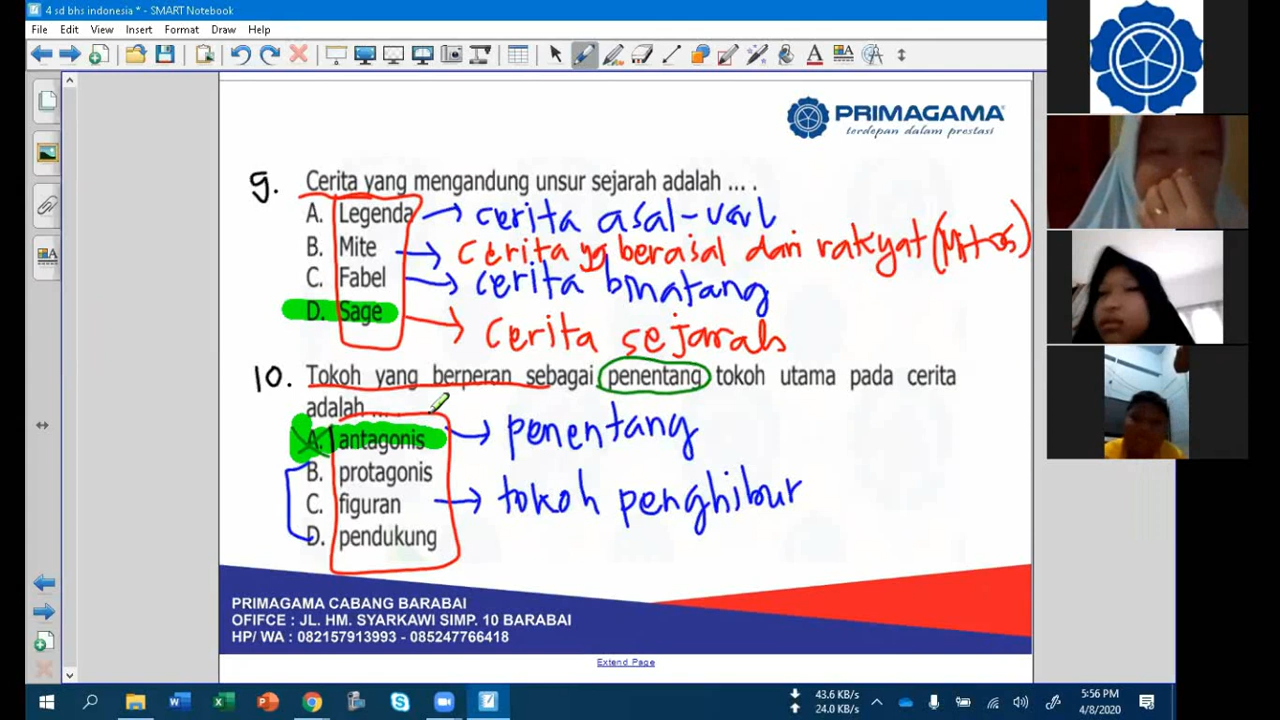 4 sd bhs indonesia * - SMART Notebook
File Edit View Insert Format Draw Help
PRIMAGAMA
terdepan dalam prestasi
9. Cerita yang mengandung unsur sejarah adalah ... .
A. Legenda → cerita asal-usul
B. Mite → cerita yg berasal dari rakyat (Mitos)
C. Fabel → cerita binatang
D. Sage → Cerita sejarah
10. Tokoh yang berperan sebagai penentang tokoh utama pada cerita
adalah ...
A. antagonis → penentang
B. protagonis
C. figuran → tokoh penghibur
D. pendukung
PRIMAGAMA CABANG BARABAI
OFIFCE : JL. HM. SYARKAWI SIMP. 10 BARABAI
HP/ WA : 082157913993 - 085247766418
Extend Page
43.6 KB/s
24.0 KB/s
5:56 PM
4/8/2020